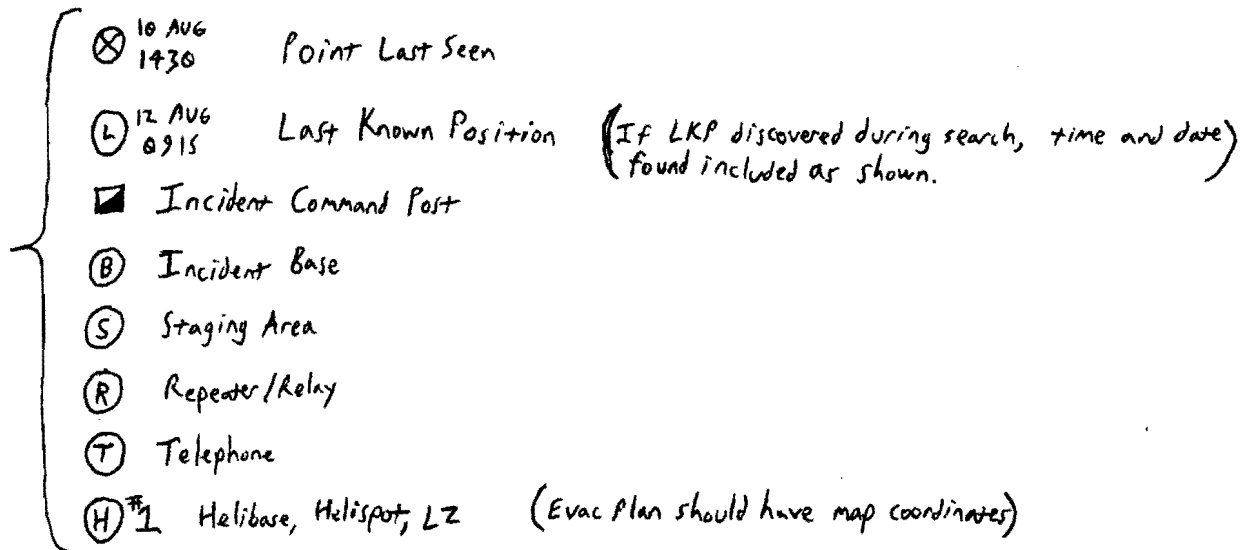 10 AUG
1430 Point Last Seen
L 12 AUG
0915 Last Known Position (If LKP discovered during search, time and date
found included as shown.)
Incident Command Post
B Incident Base
S Staging Area
R Repeater/Relay
T Telephone
H #1 Helibase, Helispot, LZ (Evac Plan should have map coordinates)